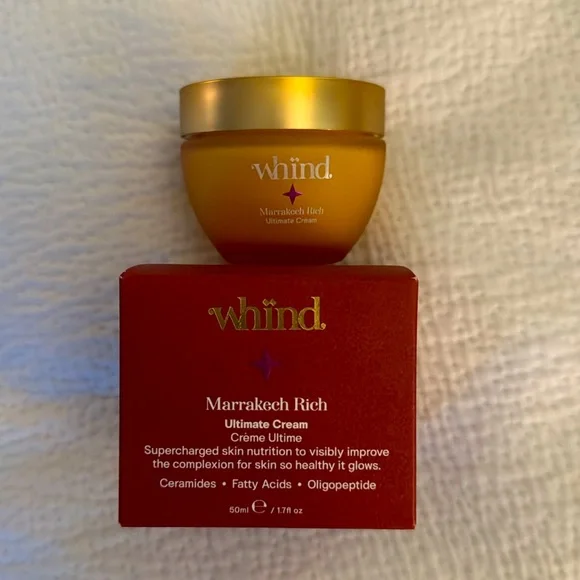 whïnd.
Marrakech Rich
Ultimate Cream
whïnd.
Marrakech Rich
Ultimate Cream
Crème Ultime
Supercharged skin nutrition to visibly improve
the complexion for skin so healthy it glows.
Ceramides • Fatty Acids • Oligopeptide
50ml ℮ / 1.7fl oz